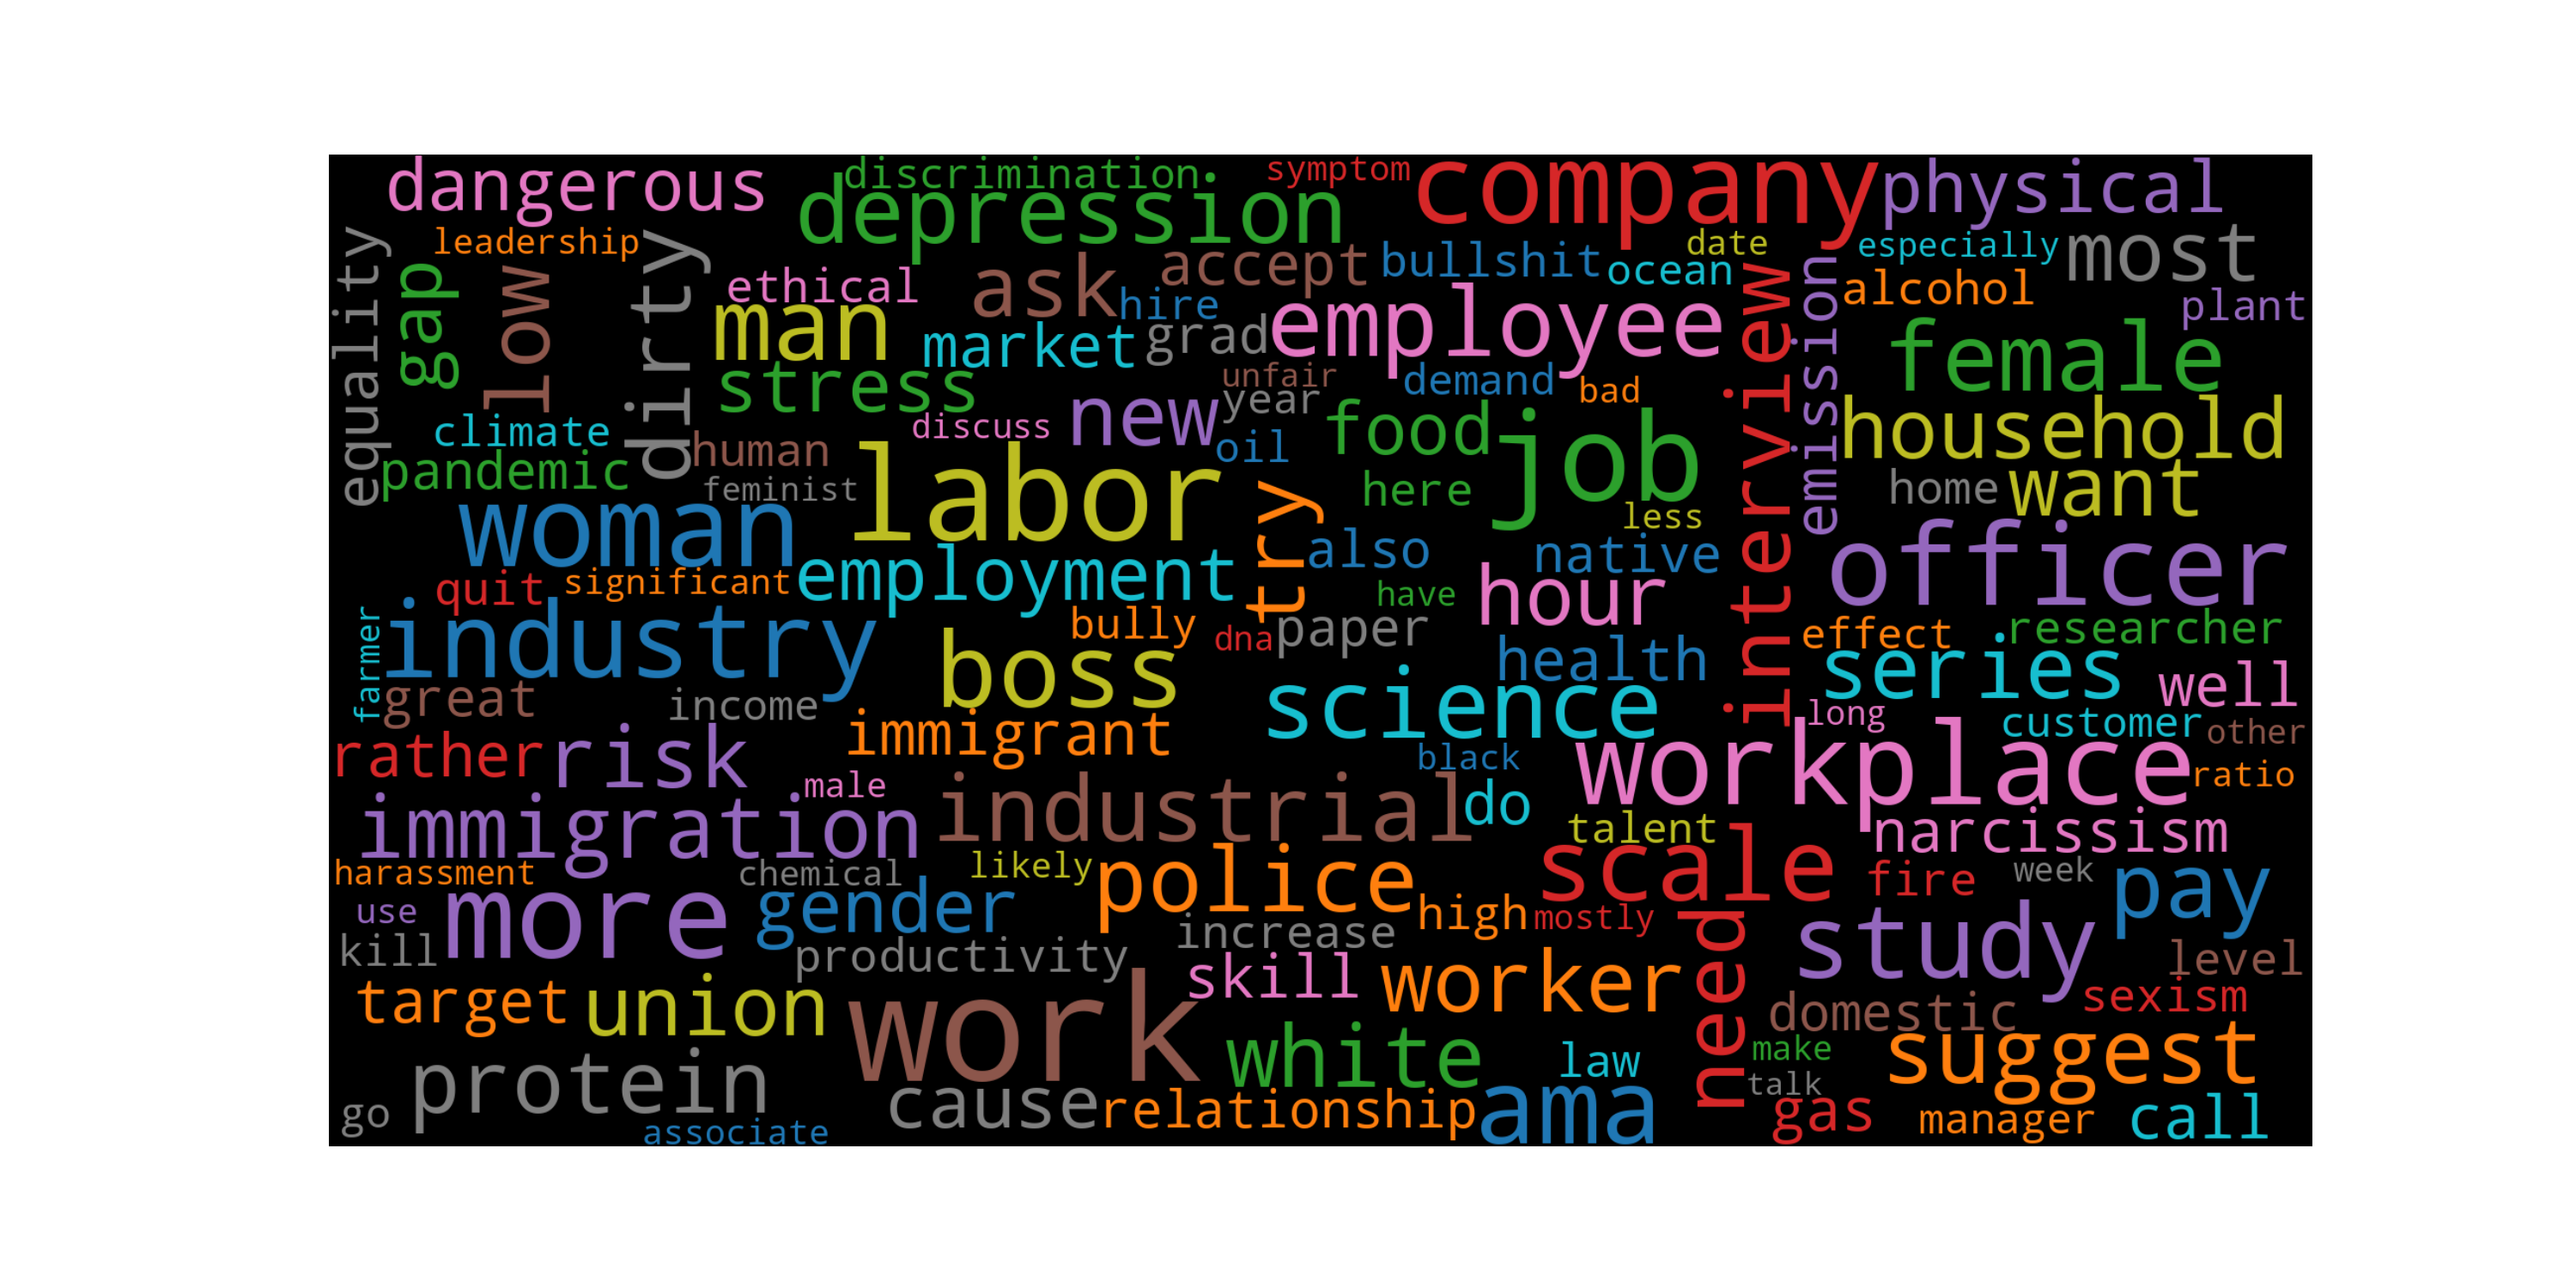 dangerous
discrimination
symptom
company
physical
depression
leadership
equality
gap
low
dirty
ethical
man
ask
accept
hire
bullshit
date
ocean
especially
most
alcohol
plant
emission
interview
market
grad
employee
female
stress
unfair
year
demand
bad
new
discuss
food
job
household
climate
pandemic
human
oil
feminist
labor
here
home
want
woman
try
less
also
native
officer
quit
significant
employment
have
hour
farmer
industry
bully
dna
paper
effect
researcher
boss
health
series
well
great
income
science
immigrant
long
customer
other
rather
risk
black
workplace
ratio
male
industrial
do
immigration
talent
narcissism
harassment
chemical
likely
police
scale
fire
week
pay
use
more
gender
high
mostly
need
study
kill
productivity
increase
level
target
union
skill
worker
sexism
work
domestic
white
law
make
suggest
protein
talk
go
cause
relationship
ama
gas
manager
call
associate